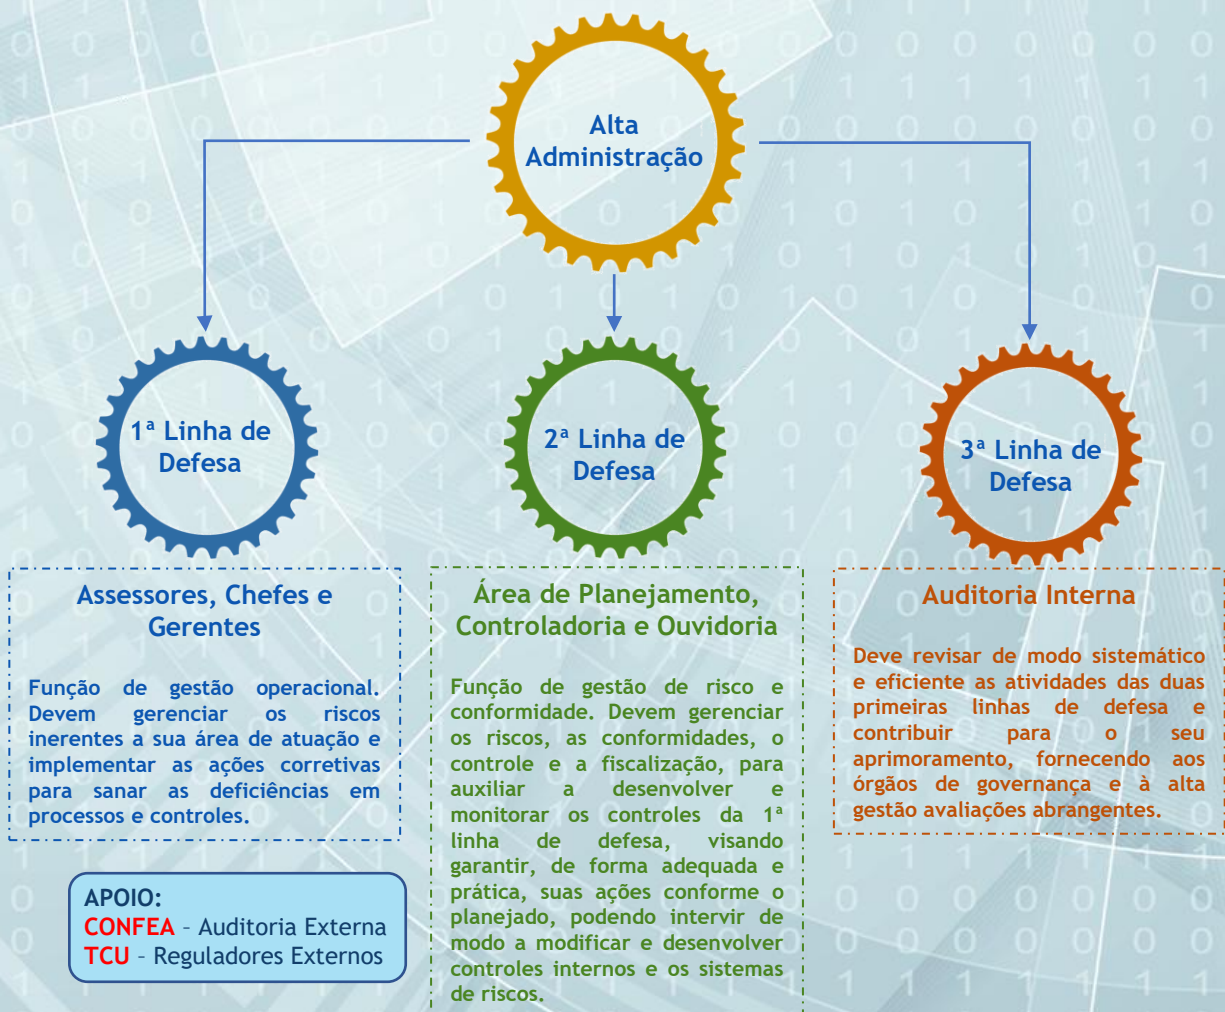 Alta
Administração
1ª Linha de
Defesa
2ª Linha de
Defesa
3ª Linha de
Defesa
Assessores, Chefes e
Gerentes
Função de gestão operacional.
Devem gerenciar os riscos
inerentes a sua área de atuação e
implementar as ações corretivas
para sanar as deficiências em
processos e controles.
APOIO:
CONFEA – Auditoria Externa
TCU – Reguladores Externos
Área de Planejamento,
Controladoria e Ouvidoria
Função de gestão de risco e
conformidade. Devem gerenciar
os riscos, as conformidades, o
controle e a fiscalização, para
auxiliar a desenvolver e
monitorar os controles da 1ª
linha de defesa, visando
garantir, de forma adequada e
prática, suas ações conforme o
planejado, podendo intervir de
modo a modificar e desenvolver
controles internos e os sistemas
de riscos.
Auditoria Interna
Deve revisar de modo sistemático
e eficiente as atividades das duas
primeiras linhas de defesa e
contribuir para o seu
aprimoramento, fornecendo aos
órgãos de governança e à alta
gestão avaliações abrangentes.